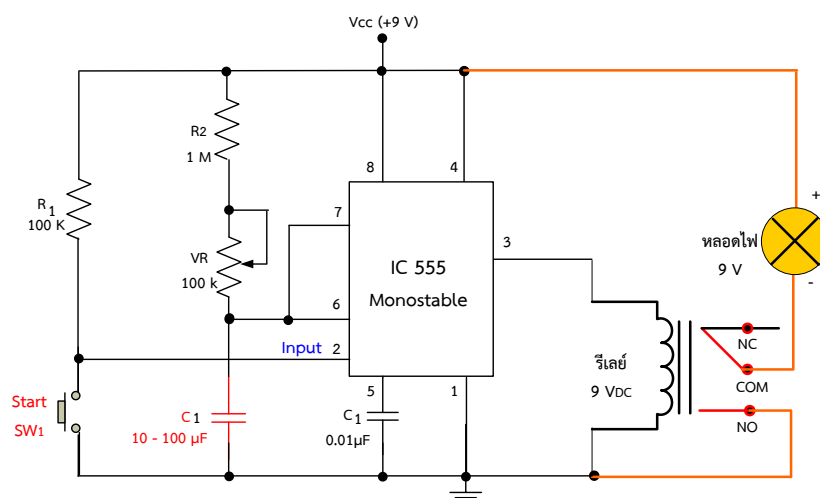 Vcc (+9 V)
R2
1 M
8
4
R1
100 K
7
VR
100 k
IC 555
Monostable
3
หลอดไฟ
9 V
+
-
6
Input
2
NC
รีเลย์
9 VDC
COM
NO
Start
SW1
C1
10 - 100 µF
5
C1
0.01µF
1